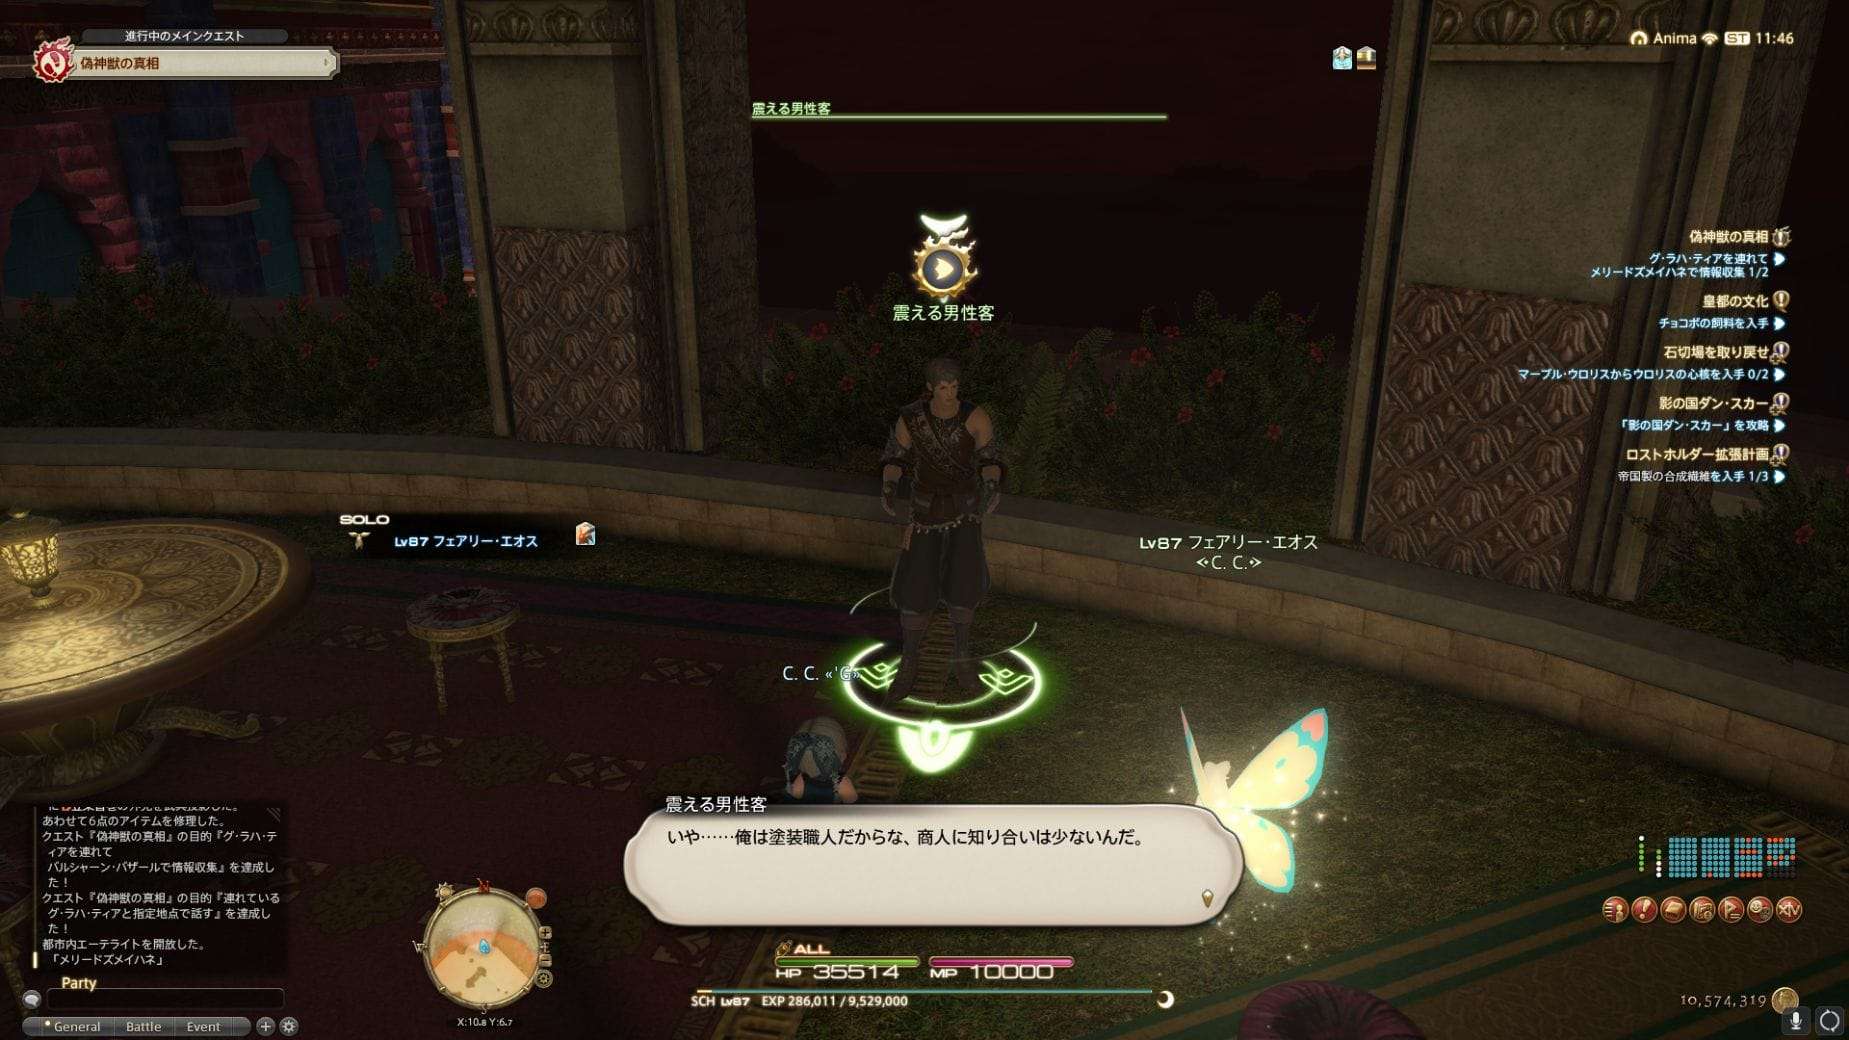 進行中のメインクエスト
偽神獣の真相
Anima ST 11:46
震える男性客
震える男性客
偽神獣の真相
グ・ラハ・ティアを連れて
メリードズメイハネで情報収集 1/2
皇都の文化
チョコボの飼料を入手
石切場を取り戻せ
マーブル・ウロリスからウロリスの心核を入手 0/2
影の国ダン・スカー
「影の国ダン・スカー」を攻略
ロストホルダー拡張計画
帝国製の合成繊維を入手 1/3
SOLO
Lv87 フェアリー・エオス
Lv87 フェアリー・エオス
C. C.
C. C. «'G»
震える男性客
いや……俺は塗装職人だからな、商人に知り合いは少ないんだ。
あわせて6点のアイテムを修理した。
クエスト『偽神獣の真相』の目的『グ・ラハ・テ
ィアを連れて
バルシャーン・バザールで情報収集』を達成し
た！
クエスト『偽神獣の真相』の目的『連れている
グ・ラハ・ティアと指定地点で話す』を達成し
た！
都市内エーテライトを開放した。
「メリードズメイハネ」
Party
General Battle Event
N
W
X:10.8 Y:6.7
ALL
HP 35514 MP 10000
SCH Lv87 EXP 286,011 / 9,529,000
XIV
10,574,319